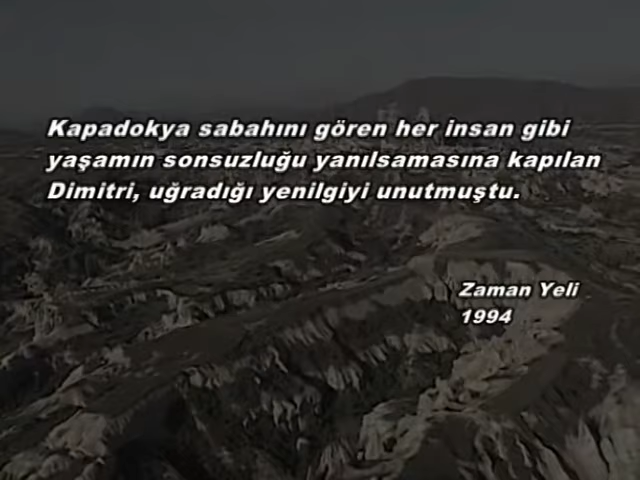 Kapadokya sabahını gören her insan gibi
yaşamın sonsuzluğu yanılsamasına kapılan
Dimitri, uğradığı yenilgiyi unutmuştu.
Zaman Yeli
1994